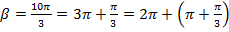 β = 10π/3 = 3π + π/3 = 2π + (π + π/3)